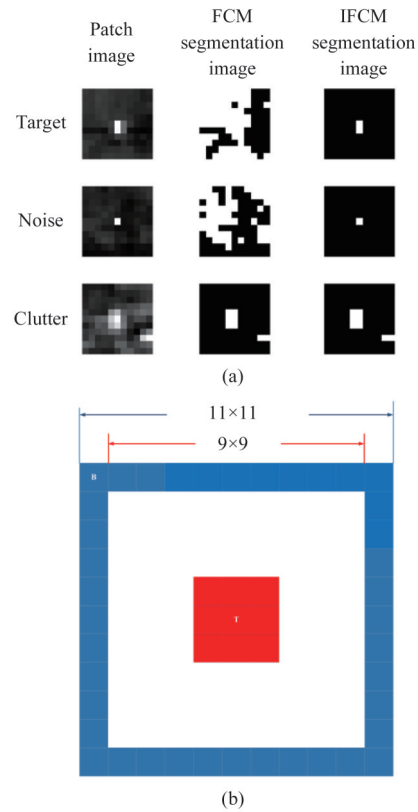 Patch image
FCM segmentation image
IFCM segmentation image
Target
Noise
Clutter
(a)
11×11
9×9
B
T
(b)